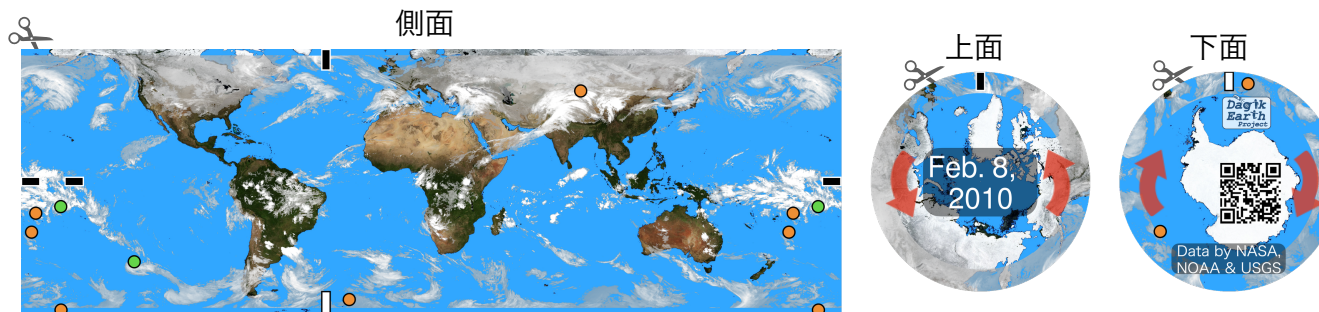 側面
上面
下面
Feb. 8,
2010
Dagik
Earth
Project
Data by NASA,
NOAA & USGS